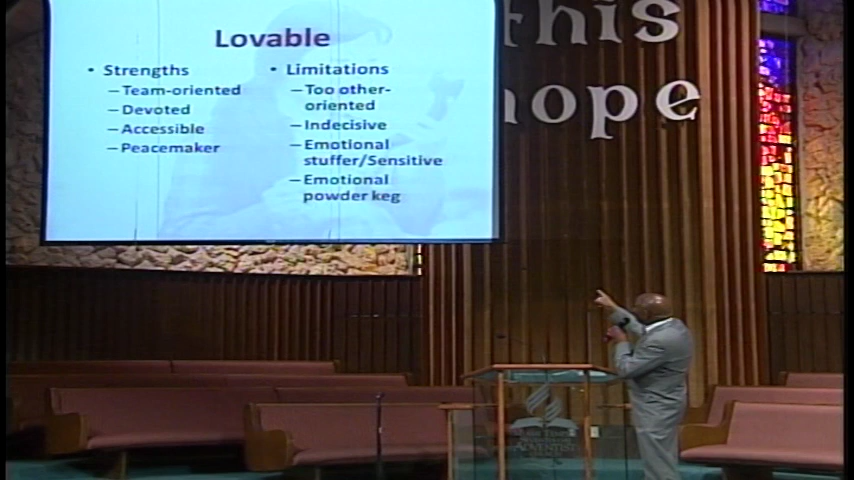 Lovable
• Strengths
– Team-oriented
– Devoted
– Accessible
– Peacemaker
• Limitations
– Too other-
oriented
– Indecisive
– Emotional
stuffer/Sensitive
– Emotional
powder keg
this
hope